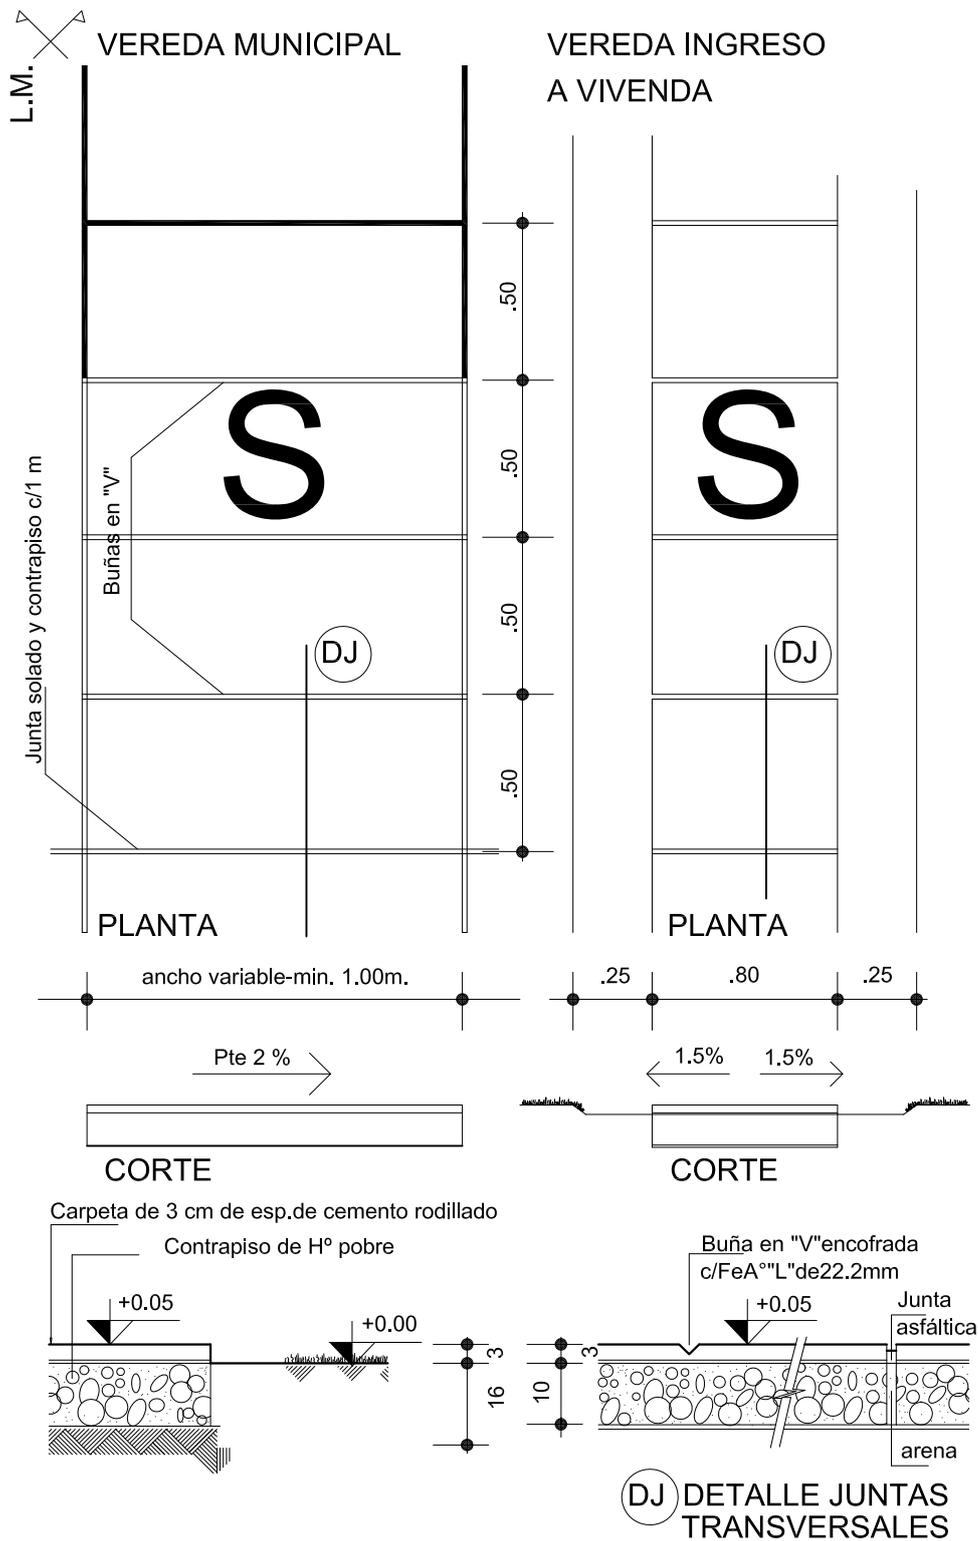 VEREDA MUNICIPAL
L.M.
VEREDA INGRESO
A VIVENDA
.50
S
S
.50
Buñas en "V"
Junta solado y contrapiso c/1 m
.50
DJ
DJ
.50
PLANTA
PLANTA
ancho variable-min. 1.00m.
.25
.80
.25
Pte 2 %
1.5%
1.5%
CORTE
CORTE
Carpeta de 3 cm de esp.de cemento rodillado
Contrapiso de Hº pobre
+0.05
+0.00
3
16
Buña en "V"encofrada
c/FeA°"L"de22.2mm
+0.05
Junta
asfáltica
3
10
arena
DJ DETALLE JUNTAS
TRANSVERSALES